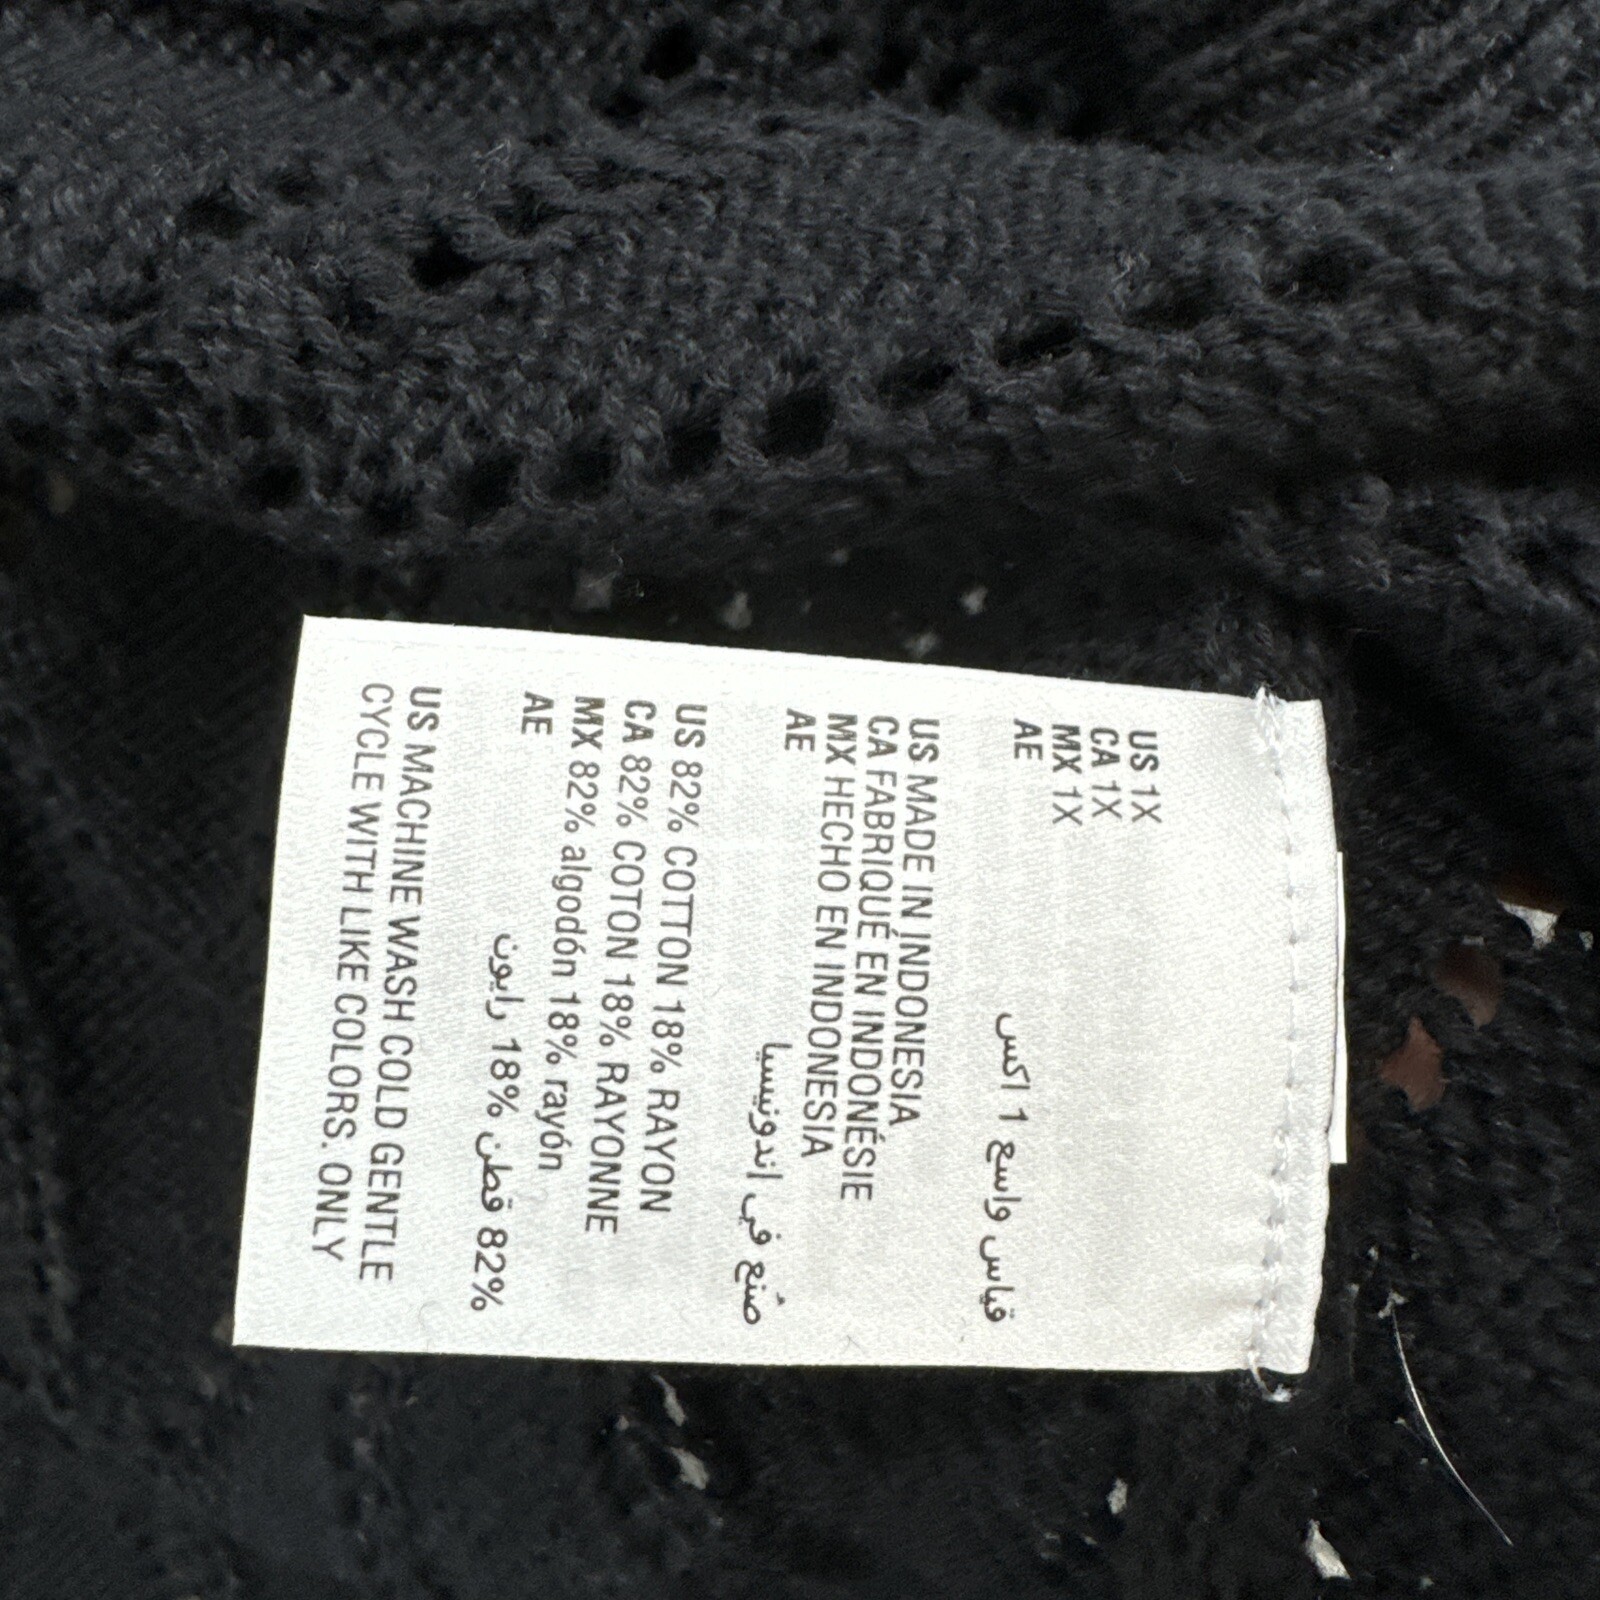 US 1X
CA 1X
MX 1X
AE
قياس واسع 1 اكس
US MADE IN INDONESIA
CA FABRIQUÉ EN INDONÉSIE
MX HECHO EN INDONESIA
AE
صُنع في اندونيسيا
US 82% COTTON 18% RAYON
CA 82% COTON 18% RAYONNE
MX 82% algodón 18% rayón
AE
82% قطن 18% رايون
US MACHINE WASH COLD GENTLE
CYCLE WITH LIKE COLORS. ONLY